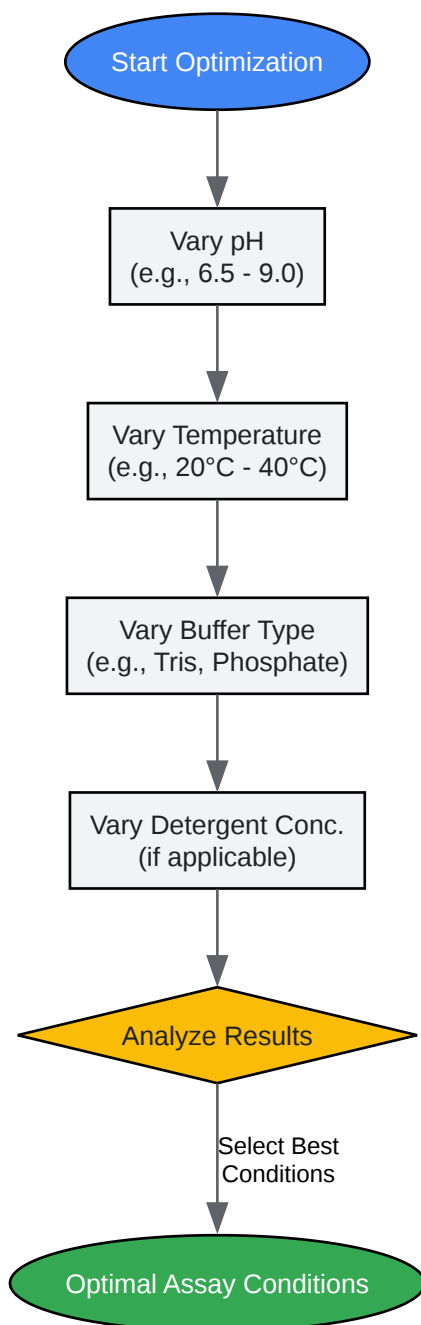 Start Optimization
Vary pH
(e.g., 6.5 - 9.0)
Vary Temperature
(e.g., 20°C - 40°C)
Vary Buffer Type
(e.g., Tris, Phosphate)
Vary Detergent Conc.
(if applicable)
Analyze Results
Select Best
Conditions
Optimal Assay Conditions